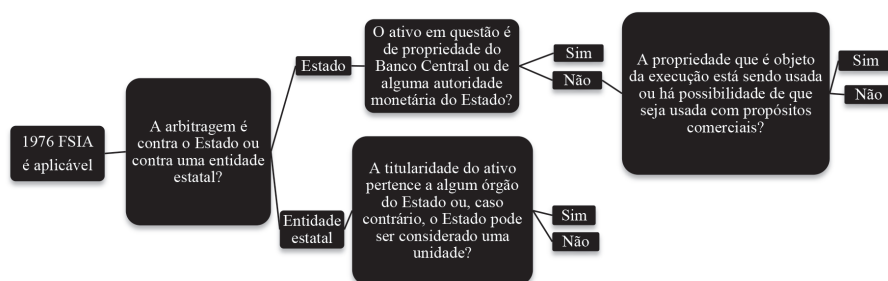 1976 FSIA
é aplicável
A arbitragem é
contra o Estado ou
contra uma entidade
estatal?
Estado
O ativo em questão é
de propriedade do
Banco Central ou de
alguma autoridade
monetária do Estado?
Sim
Não
A propriedade que é objeto
da execução está sendo usada
ou há possibilidade de que
seja usada com propósitos
comerciais?
Sim
Não
Entidade
estatal
A titularidade do ativo
pertence a algum órgão
do Estado ou, caso
contrário, o Estado pode
ser considerado uma
unidade?
Sim
Não